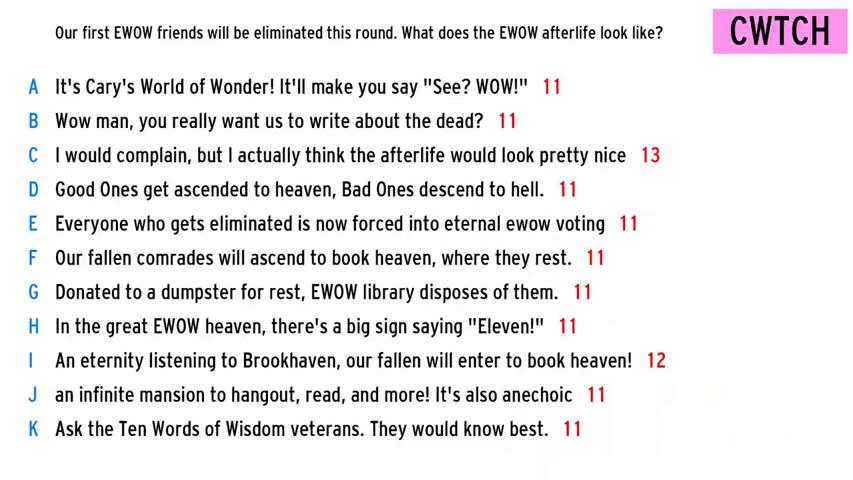 Our first EWOW friends will be eliminated this round. What does the EWOW afterlife look like?
CWTCH
A It's Cary's World of Wonder! It'll make you say "See? WOW!" 11
B Wow man, you really want us to write about the dead? 11
C I would complain, but I actually think the afterlife would look pretty nice 13
D Good Ones get ascended to heaven, Bad Ones descend to hell. 11
E Everyone who gets eliminated is now forced into eternal ewow voting 11
F Our fallen comrades will ascend to book heaven, where they rest. 11
G Donated to a dumpster for rest, EWOW library disposes of them. 11
H In the great EWOW heaven, there's a big sign saying "Eleven!" 11
I An eternity listening to Brookhaven, our fallen will enter to book heaven! 12
J an infinite mansion to hangout, read, and more! It's also anechoic 11
K Ask the Ten Words of Wisdom veterans. They would know best. 11